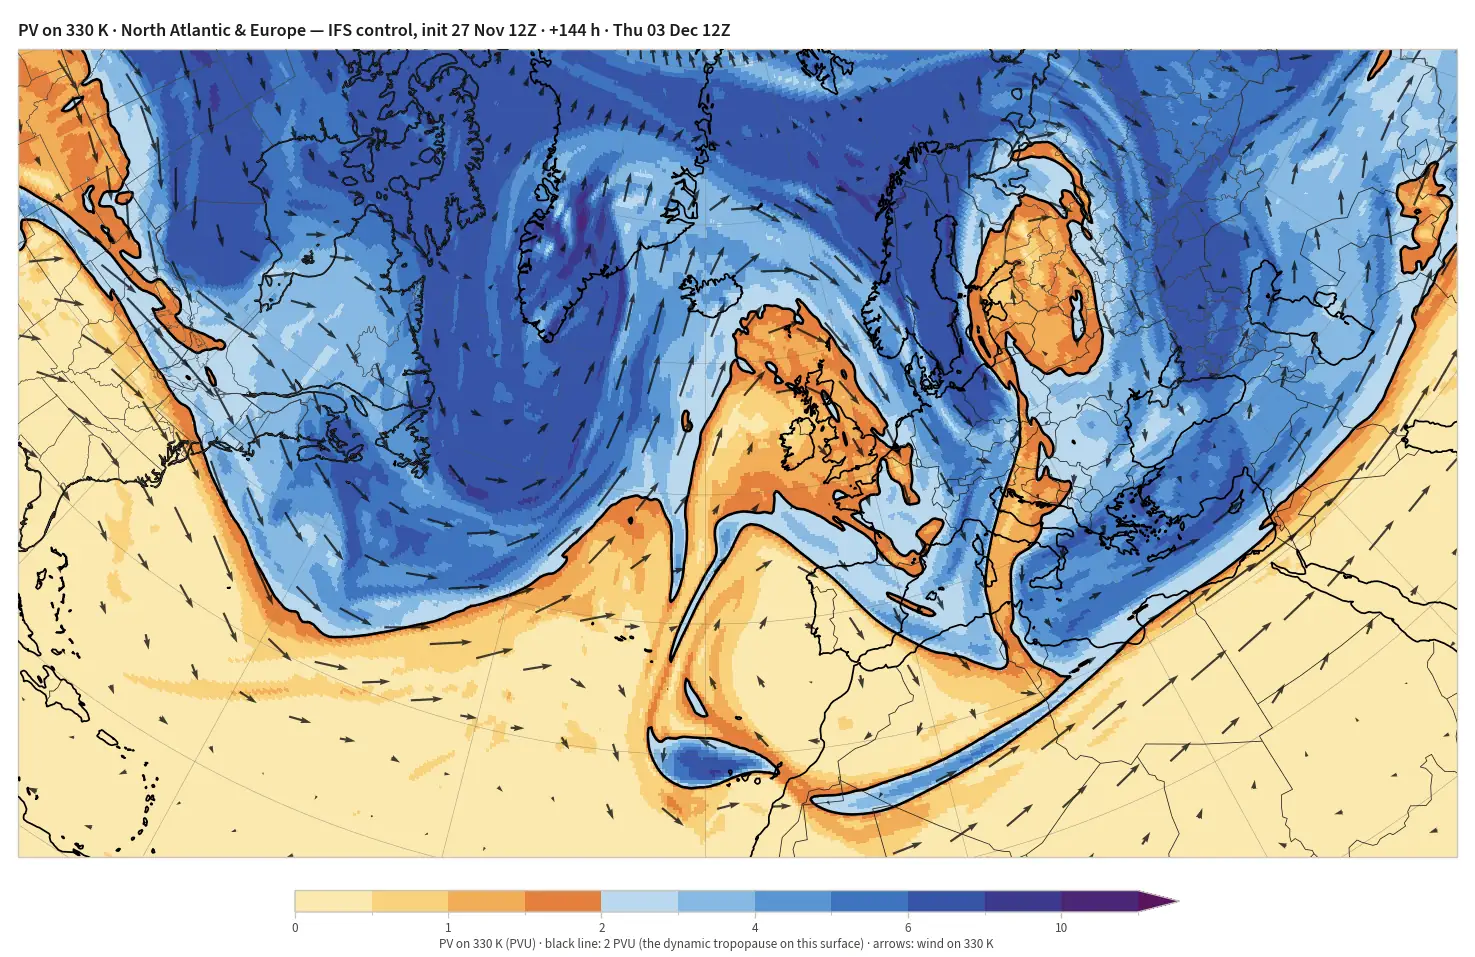 PV on 330 K · North Atlantic & Europe — IFS control, init 27 Nov 12Z · +144 h · Thu 03 Dec 12Z
0 1 2 4 6 10
PV on 330 K (PVU) · black line: 2 PVU (the dynamic tropopause on this surface) · arrows: wind on 330 K